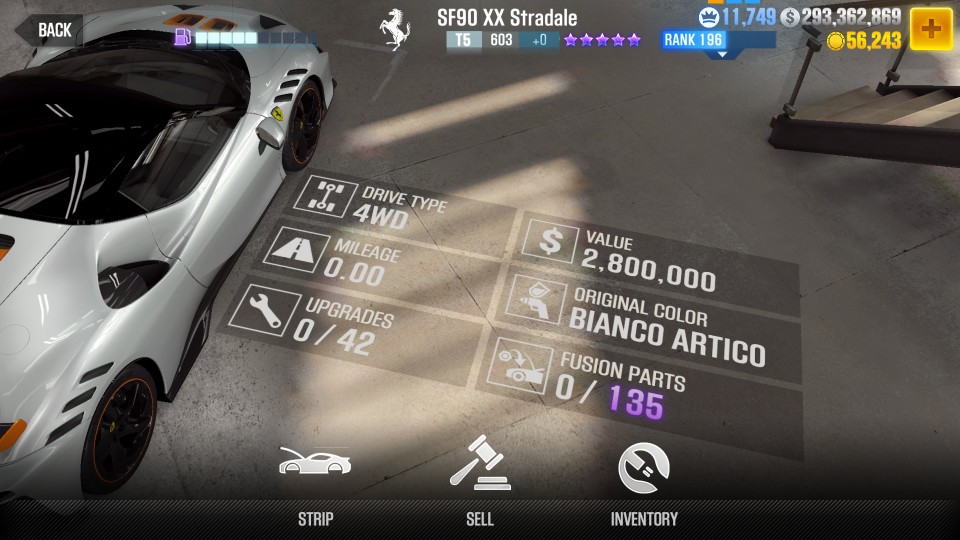 BACK
SF90 XX Stradale
T5 603 +0
RANK 196
11,749 $ 293,362,869
56,243
+
DRIVE TYPE
4WD
MILEAGE
0.00
UPGRADES
0 / 42
$
VALUE
2,800,000
ORIGINAL COLOR
BIANCO ARTICO
FUSION PARTS
0 / 135
STRIP
SELL
INVENTORY